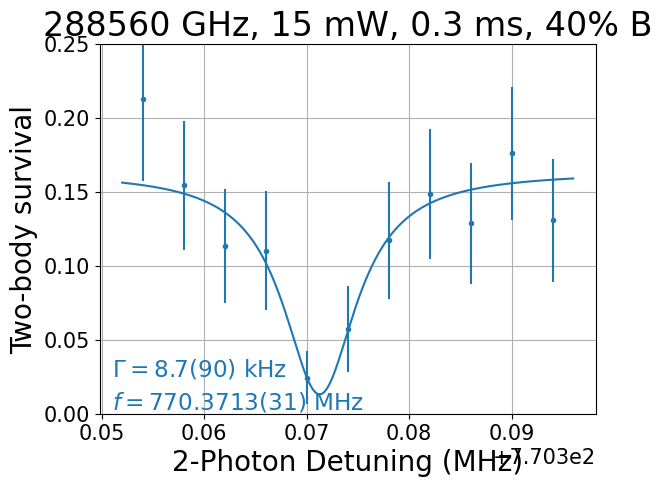 288560 GHz, 15 mW, 0.3 ms, 40% B
0.25
0.20
0.15
0.10
0.05
0.00
Two-body survival
Γ = 8.7(90) kHz
f = 770.3713(31) MHz
0.05 0.06 0.07 0.08 0.09
2-Photon Detuning (MHz)
+7.703e2